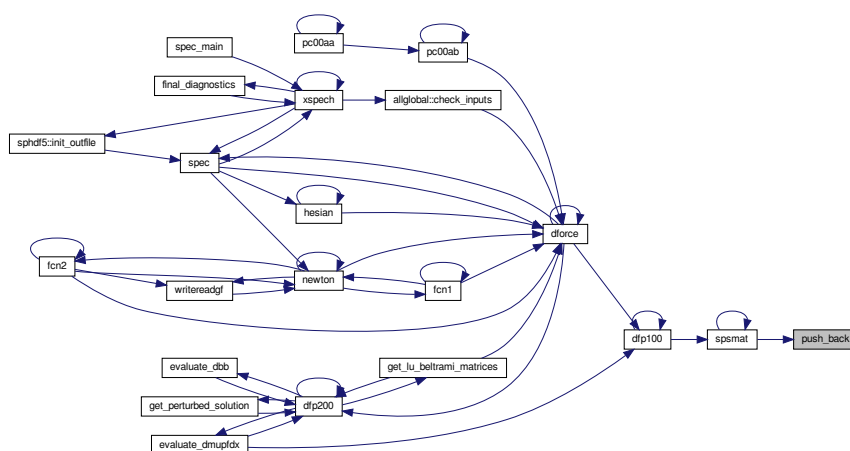 pc00aa
pc00ab
spec_main
final_diagnostics
xspech
allglobal::check_inputs
sphdf5::init_outfile
spec
hesian
dforce
fcn2
newton
writereadgf
fcn1
dfp100
spsmat
push_back
evaluate_dbb
get_lu_beltrami_matrices
get_perturbed_solution
dfp200
evaluate_dmupfdx